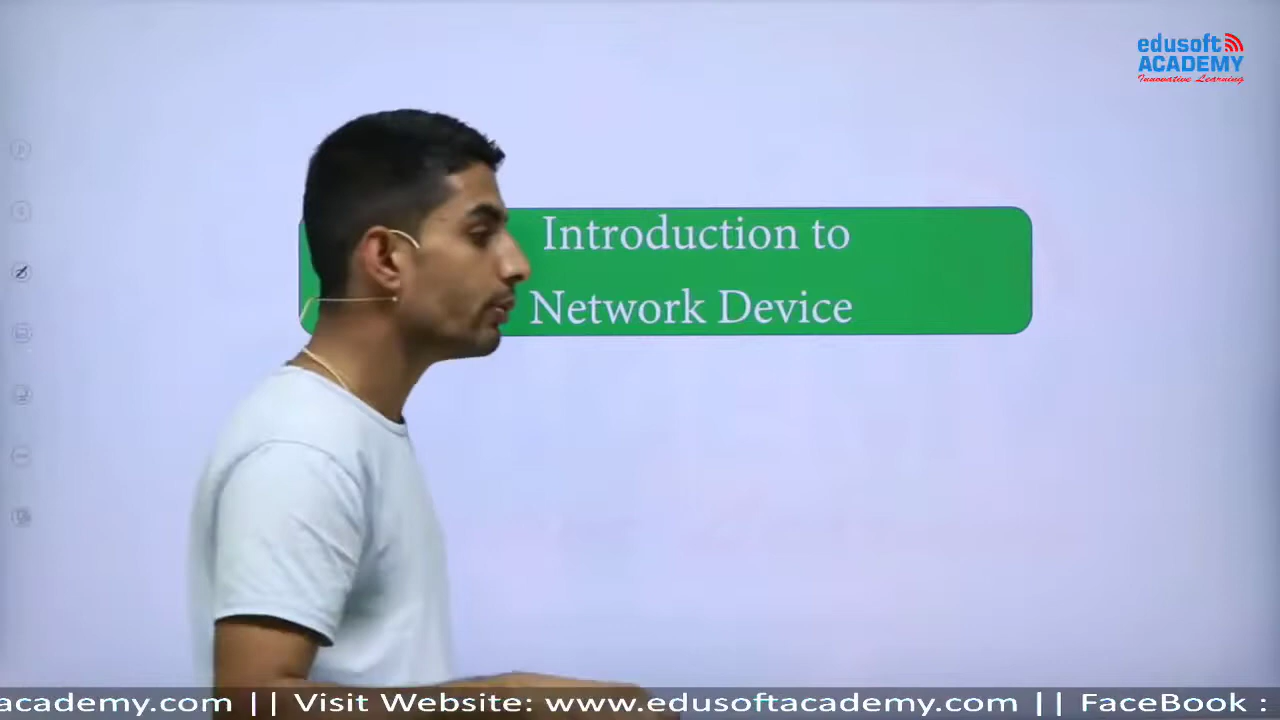 edusoft
ACADEMY
Innovative Learning
Introduction to
Network Device
academy.com || Visit Website: www.edusoftacademy.com || FaceBook :